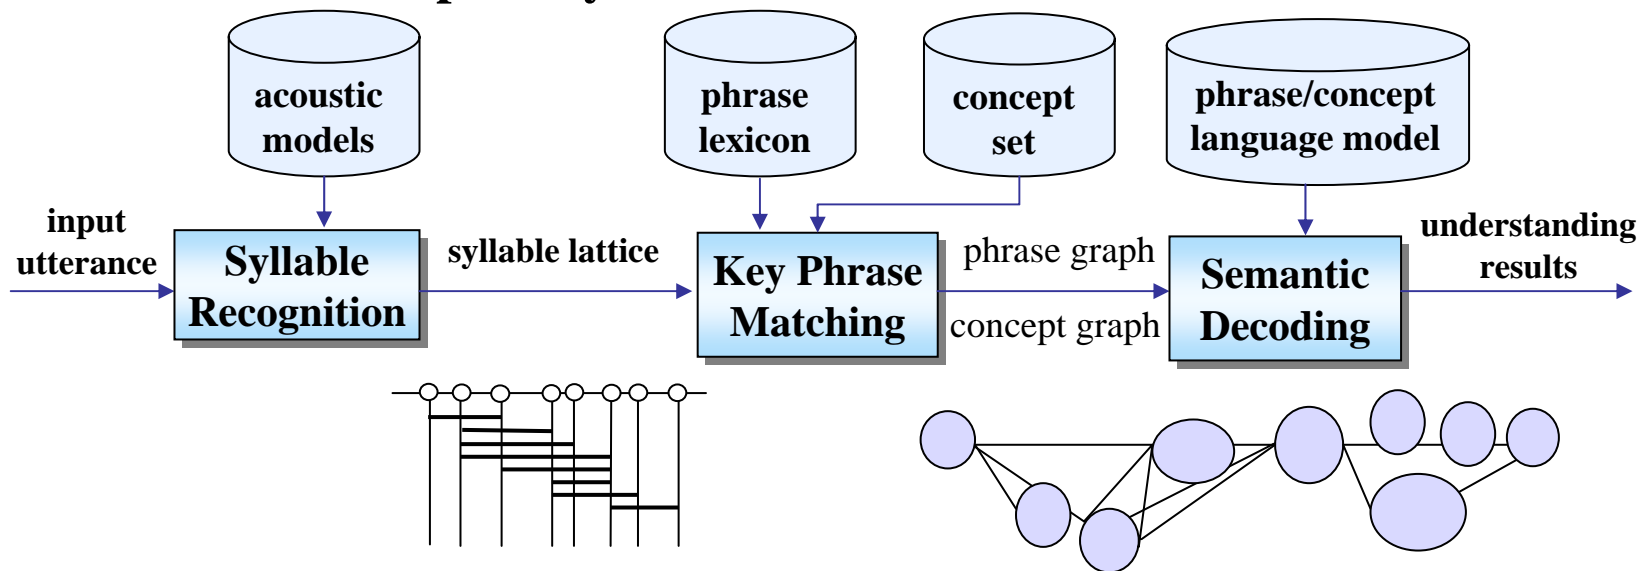 acoustic
models
phrase
lexicon
concept
set
phrase/concept
language model
input
utterance
Syllable
Recognition
syllable lattice
Key Phrase
Matching
phrase graph
concept graph
Semantic
Decoding
understanding
results